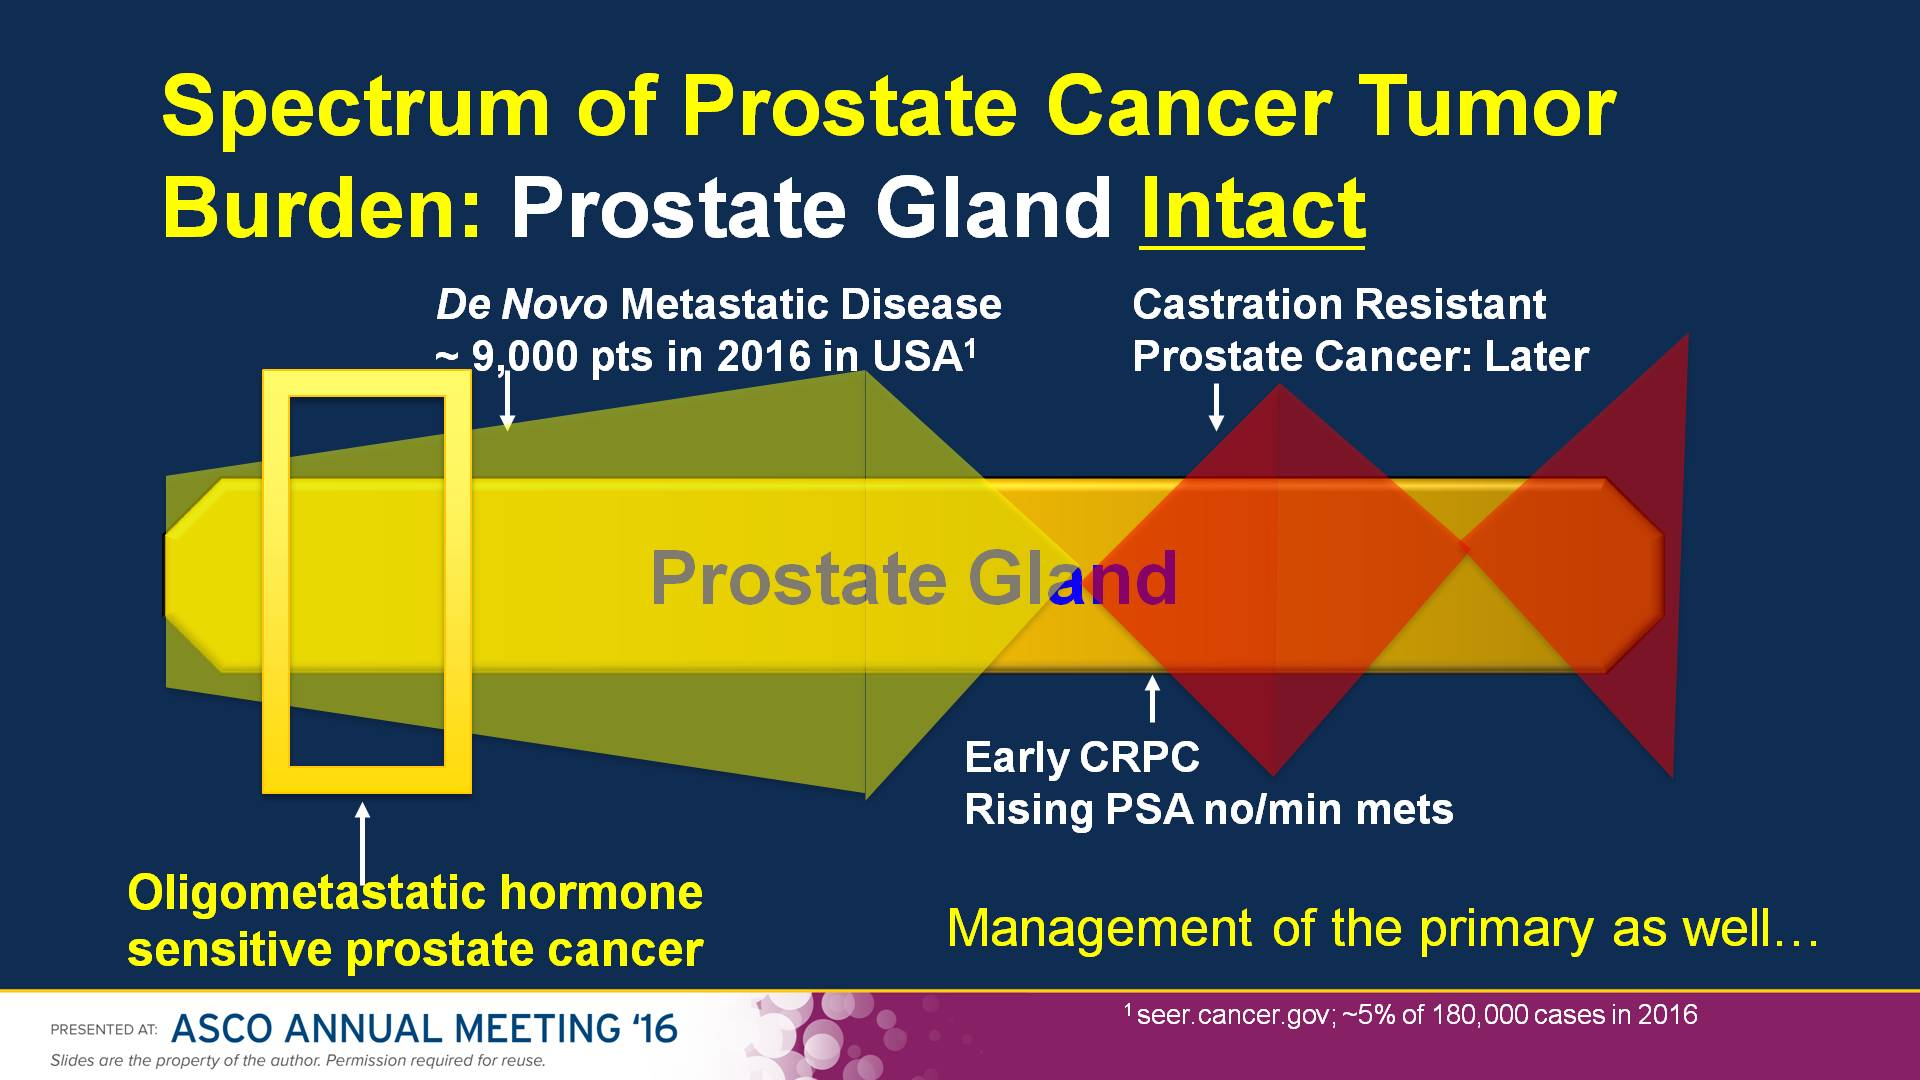 Spectrum of Prostate Cancer Tumor
Burden: Prostate Gland Intact
De Novo Metastatic Disease
~ 9,000 pts in 2016 in USA¹
Castration Resistant
Prostate Cancer: Later
Prostate Gland
Early CRPC
Rising PSA no/min mets
Oligometastatic hormone
sensitive prostate cancer
Management of the primary as well…
PRESENTED AT: ASCO ANNUAL MEETING ‘16
Slides are the property of the author. Permission required for reuse.
¹ seer.cancer.gov; ~5% of 180,000 cases in 2016